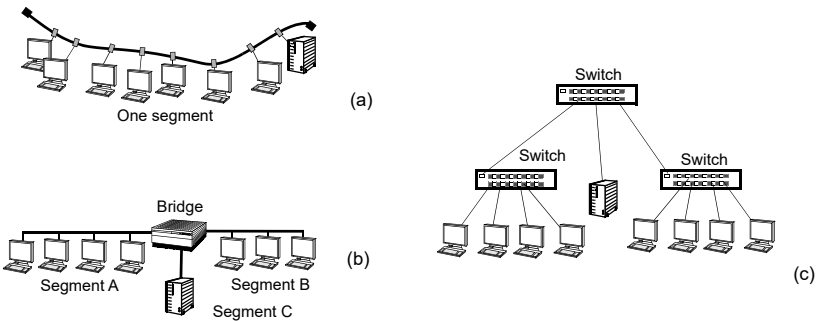 One segment
(a)
Bridge
Segment A
Segment B
Segment C
(b)
Switch
Switch
Switch
(c)